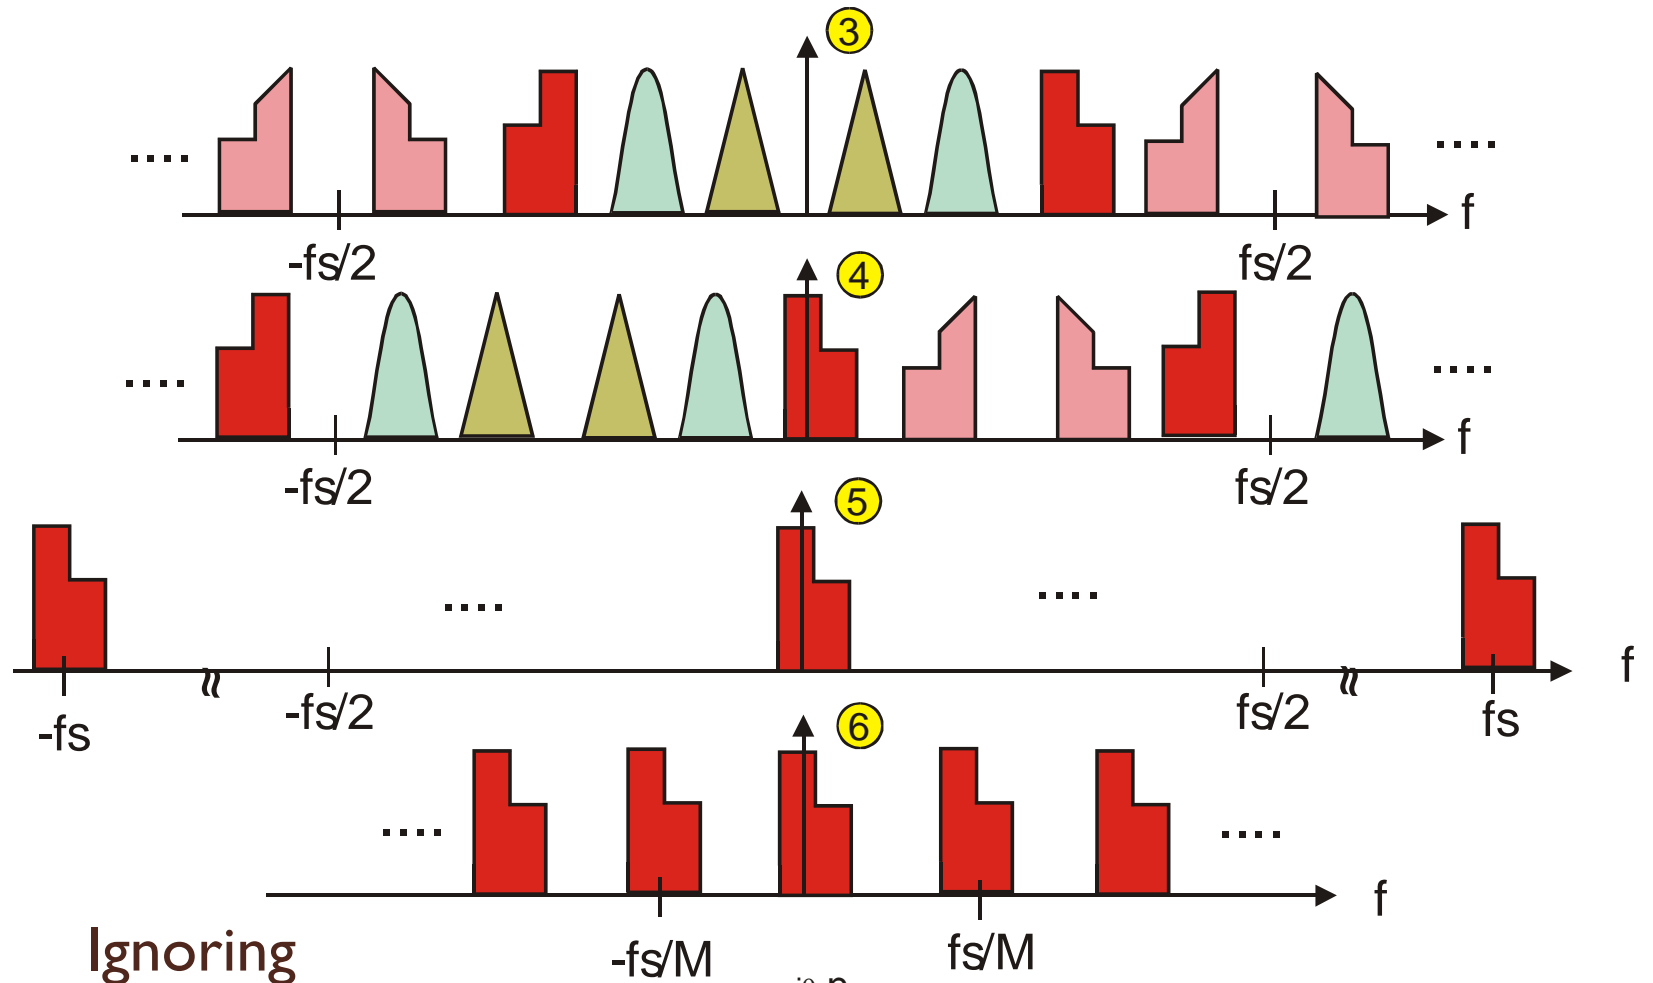 3
.... ....
f
-fs/2 fs/2
4
.... ....
f
-fs/2 fs/2
5
.... ....
f
-fs -fs/2 fs/2 fs
6
.... ....
f
-fs/M fs/M
Ignoring